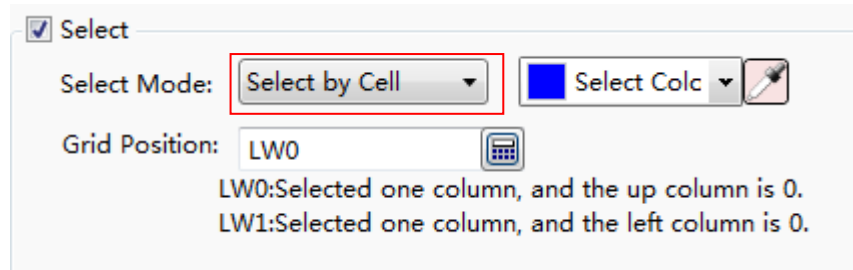 Select
Select Mode: Select by Cell Select Colc
Grid Position: LW0
LW0:Selected one column, and the up column is 0.
LW1:Selected one column, and the left column is 0.